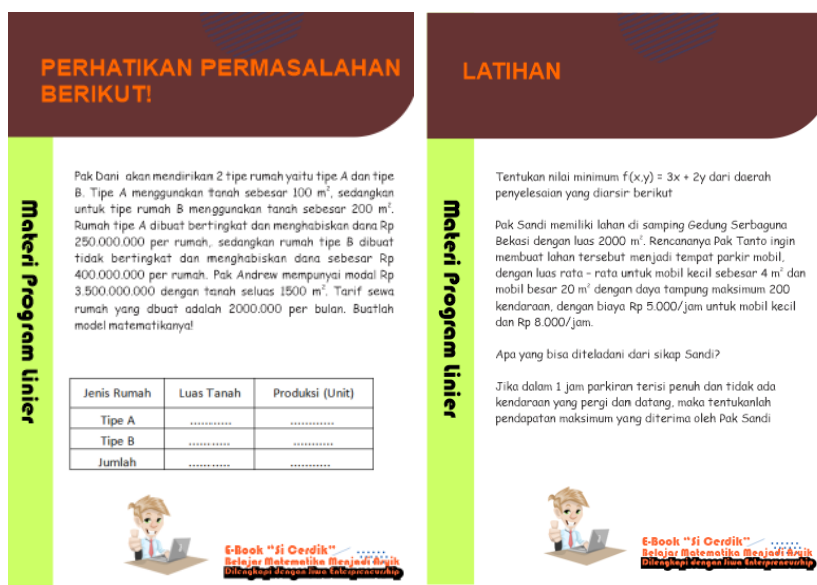 PERHATIKAN PERMASALAHAN
BERIKUT!
Materi Program Linier
Pak Dani akan mendirikan 2 tipe rumah yaitu tipe A dan tipe
B. Tipe A menggunakan tanah sebesar 100 m², sedangkan
untuk tipe rumah B menggunakan tanah sebesar 200 m².
Rumah tipe A dibuat bertingkat dan menghabiskan dana Rp
250.000.000 per rumah, sedangkan rumah tipe B dibuat
tidak bertingkat dan menghabiskan dana sebesar Rp
400.000.000 per rumah. Pak Andrew mempunyai modal Rp
3.500.000.000 dengan tanah seluas 1500 m². Tarif sewa
rumah yang dbuat adalah 2000.000 per bulan. Buatlah
model matematikanya!
Jenis Rumah Luas Tanah Produksi (Unit)
Tipe A ........... ...........
Tipe B ........... ...........
Jumlah ........... ...........
E-Book "Si Cerdik" ......
Belajar Matematika Menjadi Asyik
Dilengkapi dengan Jiwa Enterpreneurship
LATIHAN
Materi Program Linier
Tentukan nilai minimum f(x,y) = 3x + 2y dari daerah
penyelesaian yang diarsir berikut
Pak Sandi memiliki lahan di samping Gedung Serbaguna
Bekasi dengan luas 2000 m². Rencananya Pak Tanto ingin
membuat lahan tersebut menjadi tempat parkir mobil,
dengan luas rata – rata untuk mobil kecil sebesar 4 m² dan
mobil besar 20 m² dengan daya tampung maksimum 200
kendaraan, dengan biaya Rp 5.000/jam untuk mobil kecil
dan Rp 8.000/jam.
Apa yang bisa diteladani dari sikap Sandi?
Jika dalam 1 jam parkiran terisi penuh dan tidak ada
kendaraan yang pergi dan datang, maka tentukanlah
pendapatan maksimum yang diterima oleh Pak Sandi
E-Book "Si Cerdik" ......
Belajar Matematika Menjadi Asyik
Dilengkapi dengan Jiwa Enterpreneurship